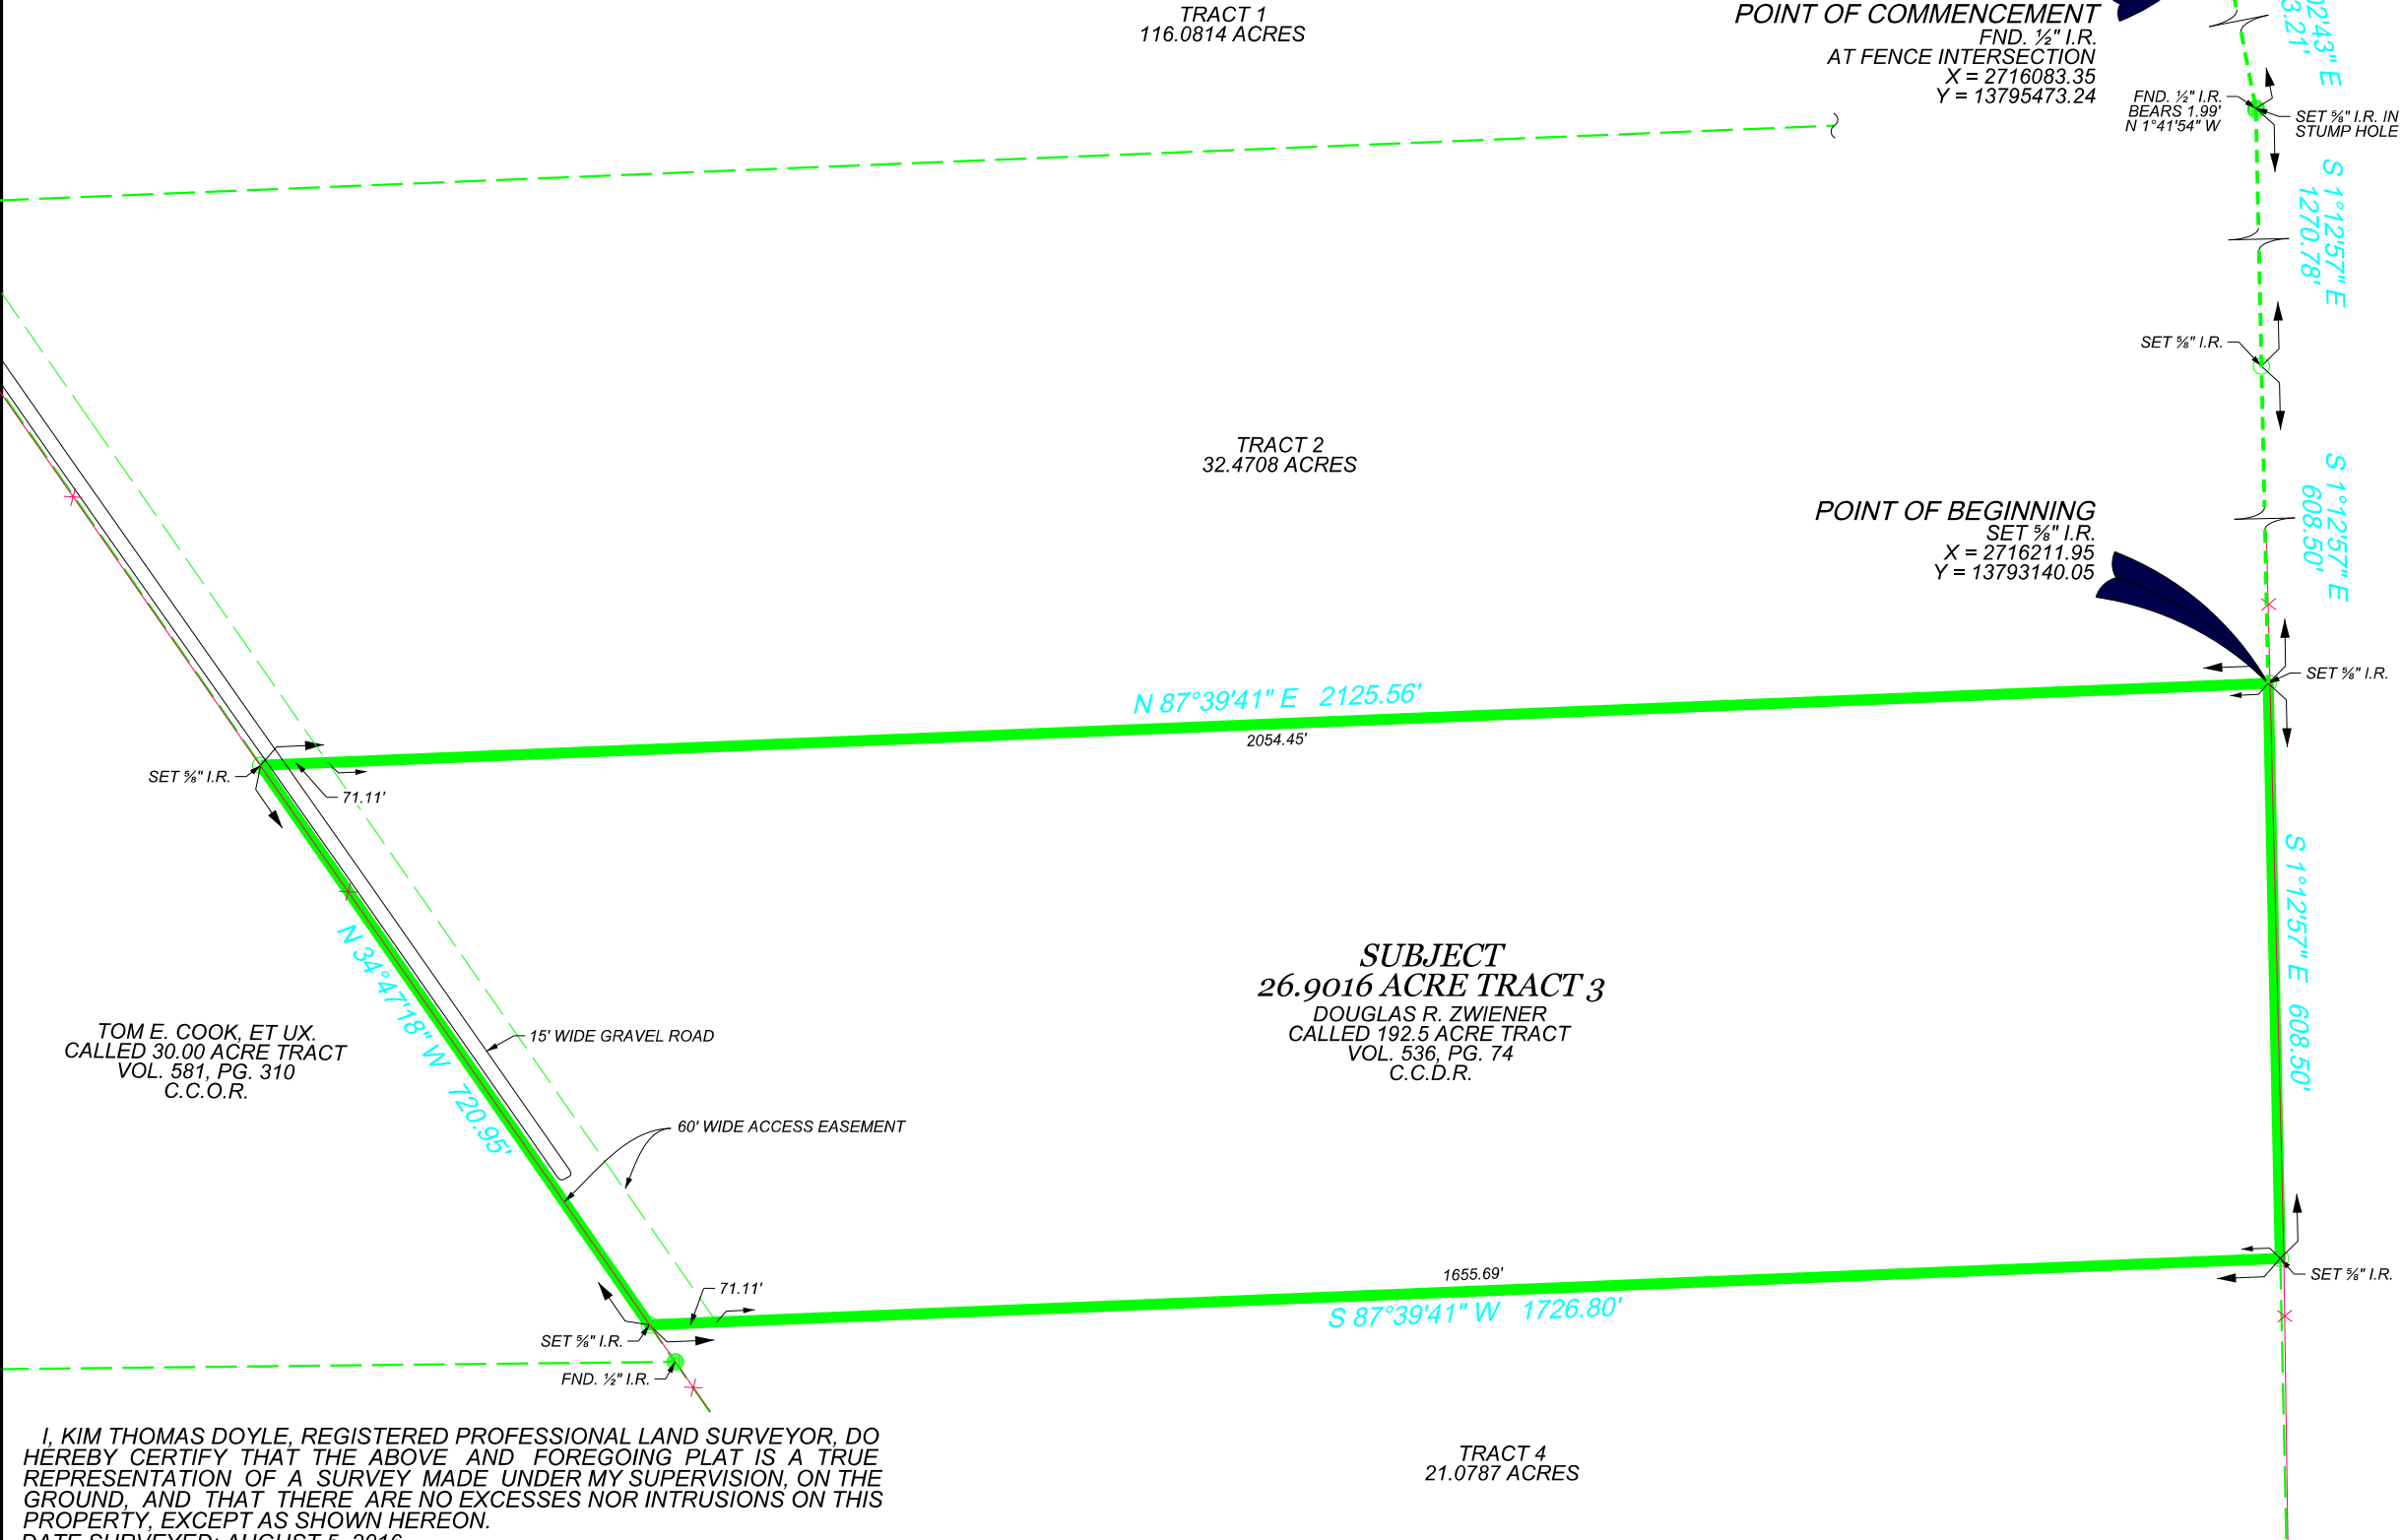 TRACT 1
116.0814 ACRES
POINT OF COMMENCEMENT
FND. ½" I.R.
AT FENCE INTERSECTION
X = 2716083.35
Y = 13795473.24
02'43" E
3.21'
FND. ½" I.R.
BEARS 1.99'
N 1°41'54" W
SET ⅝" I.R. IN
STUMP HOLE
S 1°12'57" E
1270.78'
SET ⅝" I.R.
TRACT 2
32.4708 ACRES
S 1°12'57" E
608.50'
POINT OF BEGINNING
SET ⅝" I.R.
X = 2716211.95
Y = 13793140.05
SET ⅝" I.R.
N 87°39'41" E 2125.56'
2054.45'
SET ⅝" I.R.
71.11'
S 1°12'57" E 608.50'
N 34°47'18" W 720.95'
SUBJECT
26.9016 ACRE TRACT 3
DOUGLAS R. ZWIENER
CALLED 192.5 ACRE TRACT
VOL. 536, PG. 74
C.C.D.R.
TOM E. COOK, ET UX.
CALLED 30.00 ACRE TRACT
VOL. 581, PG. 310
C.C.O.R.
15' WIDE GRAVEL ROAD
60' WIDE ACCESS EASEMENT
71.11'
1655.69'
S 87°39'41" W 1726.80'
SET ⅝" I.R.
SET ⅝" I.R.
FND. ½" I.R.
I, KIM THOMAS DOYLE, REGISTERED PROFESSIONAL LAND SURVEYOR, DO
HEREBY CERTIFY THAT THE ABOVE AND FOREGOING PLAT IS A TRUE
REPRESENTATION OF A SURVEY MADE UNDER MY SUPERVISION, ON THE
GROUND, AND THAT THERE ARE NO EXCESSES NOR INTRUSIONS ON THIS
PROPERTY, EXCEPT AS SHOWN HEREON.
DATE SURVEYED: AUGUST 5, 2016
TRACT 4
21.0787 ACRES